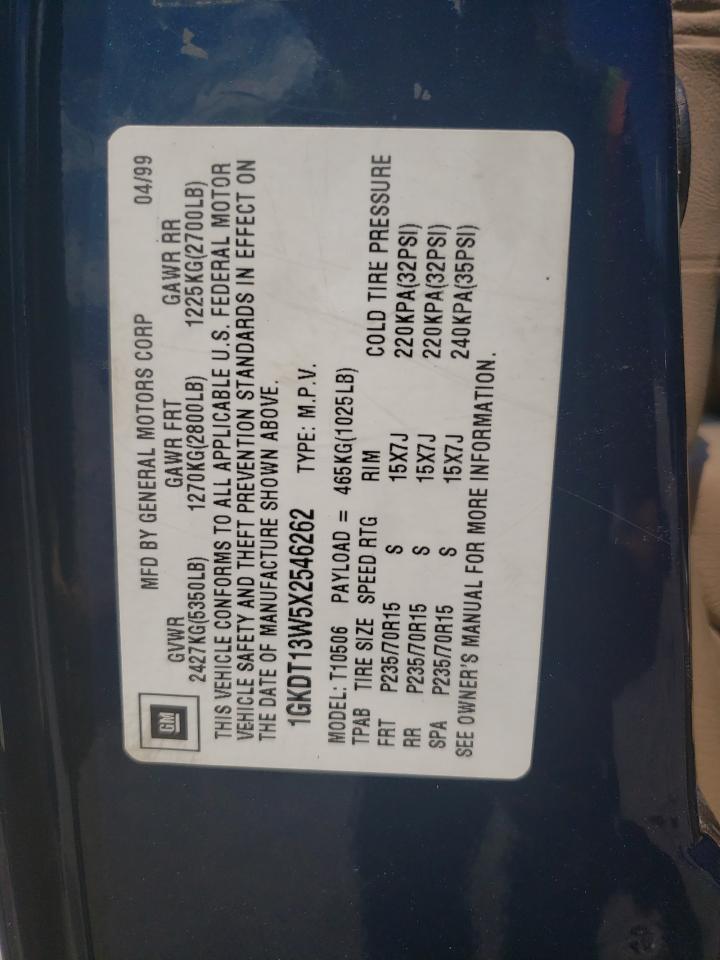 GM
MFD BY GENERAL MOTORS CORP 04/99
GVWR GAWR FRT GAWR RR
2427KG(5350LB) 1270KG(2800LB) 1225KG(2700LB)
THIS VEHICLE CONFORMS TO ALL APPLICABLE U.S. FEDERAL MOTOR
VEHICLE SAFETY AND THEFT PREVENTION STANDARDS IN EFFECT ON
THE DATE OF MANUFACTURE SHOWN ABOVE.
1GKDT13W5X2546262 TYPE: M.P.V.
MODEL: T10506 PAYLOAD = 465KG(1025LB)
TPAB TIRE SIZE SPEED RTG RIM COLD TIRE PRESSURE
FRT P235/70R15 S 15X7J 220KPA(32PSI)
RR P235/70R15 S 15X7J 220KPA(32PSI)
SPA P235/70R15 S 15X7J 240KPA(35PSI)
SEE OWNER'S MANUAL FOR MORE INFORMATION.